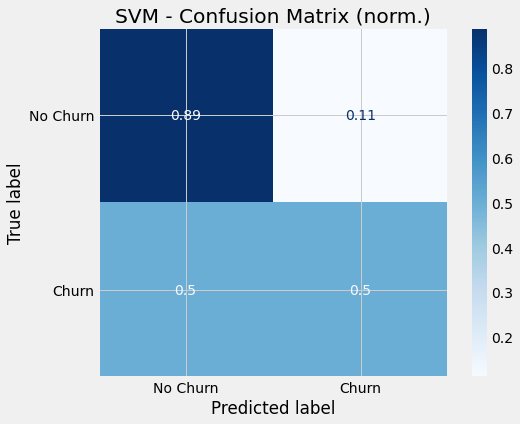 SVM - Confusion Matrix (norm.)
True label
No Churn
0.89
0.11
Churn
0.5
0.5
No Churn
Churn
Predicted label
0.8
0.7
0.6
0.5
0.4
0.3
0.2